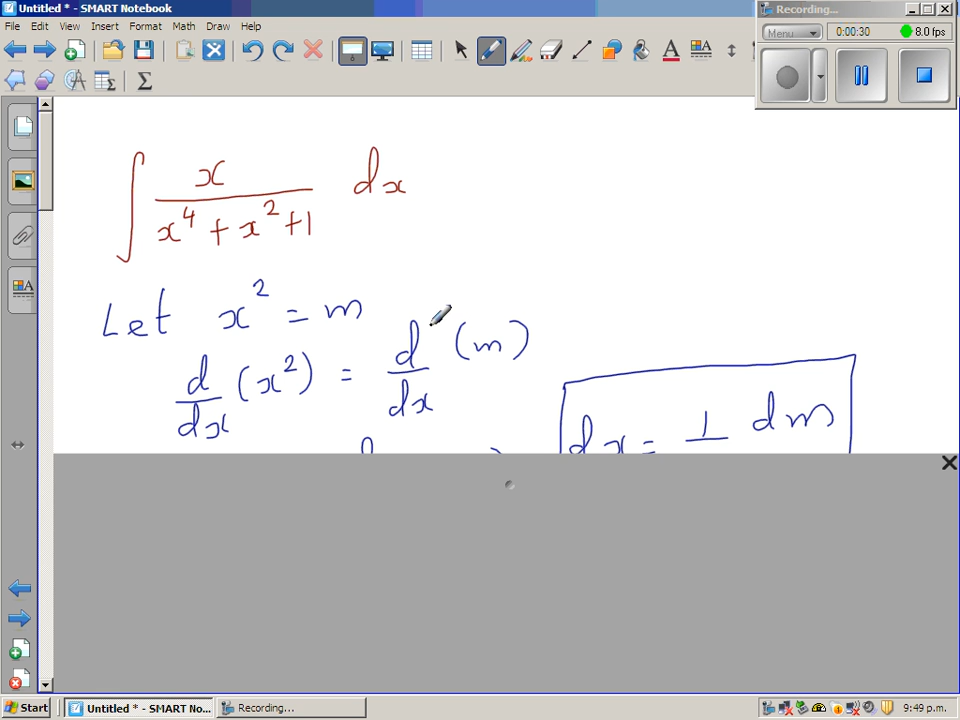 Untitled * - SMART Notebook
Recording...
File Edit View Insert Format Math Draw Help
Menu 0:00:30 8.0 fps
∫ x / (x⁴ + x² + 1) dx
Let x² = m
d/dx (x²) = d/dx (m)
dx = 1 dm
Start Untitled * - SMART No... Recording... 9:49 p.m.